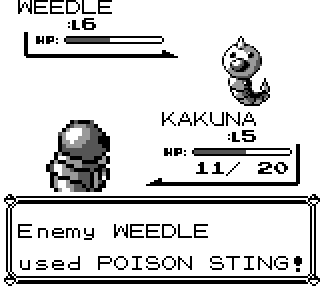 WEEDLE
:L6
HP:
KAKUNA
:L5
HP:
11/ 20
Enemy WEEDLE
used POISON STING!